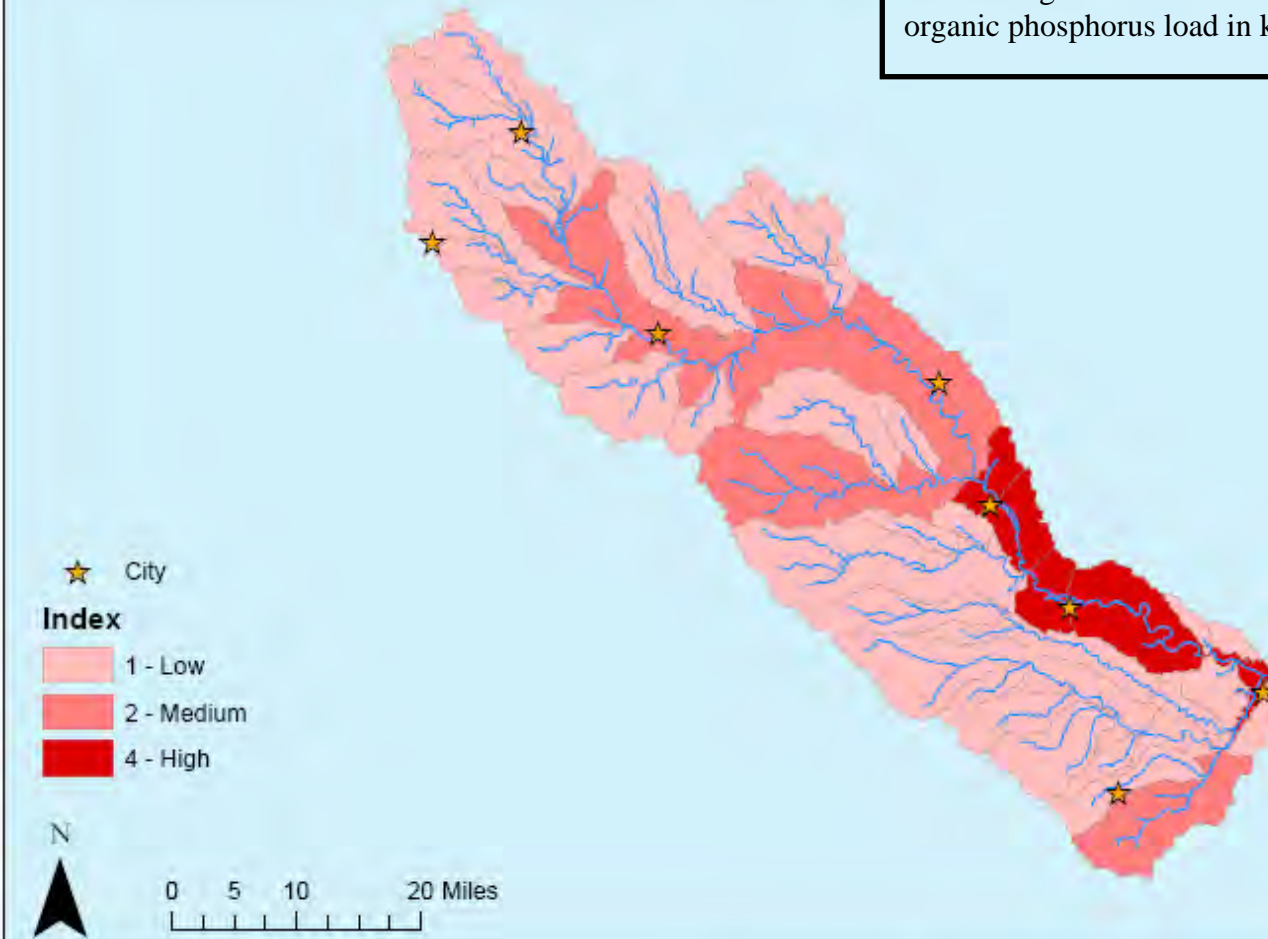 organic phosphorus load in k
City
Index
1 - Low
2 - Medium
4 - High
N
0 5 10 20 Miles